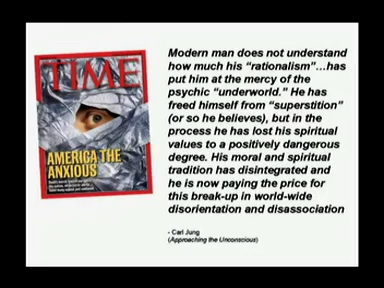 TIME
AMERICA THE
ANXIOUS
Modern man does not understand
how much his “rationalism”…has
put him at the mercy of the
psychic “underworld.” He has
freed himself from “superstition”
(or so he believes), but in the
process he has lost his spiritual
values to a positively dangerous
degree. His moral and spiritual
tradition has disintegrated and
he is now paying the price for
this break-up in world-wide
disorientation and disassociation
- Carl Jung
(Approaching the Unconscious)